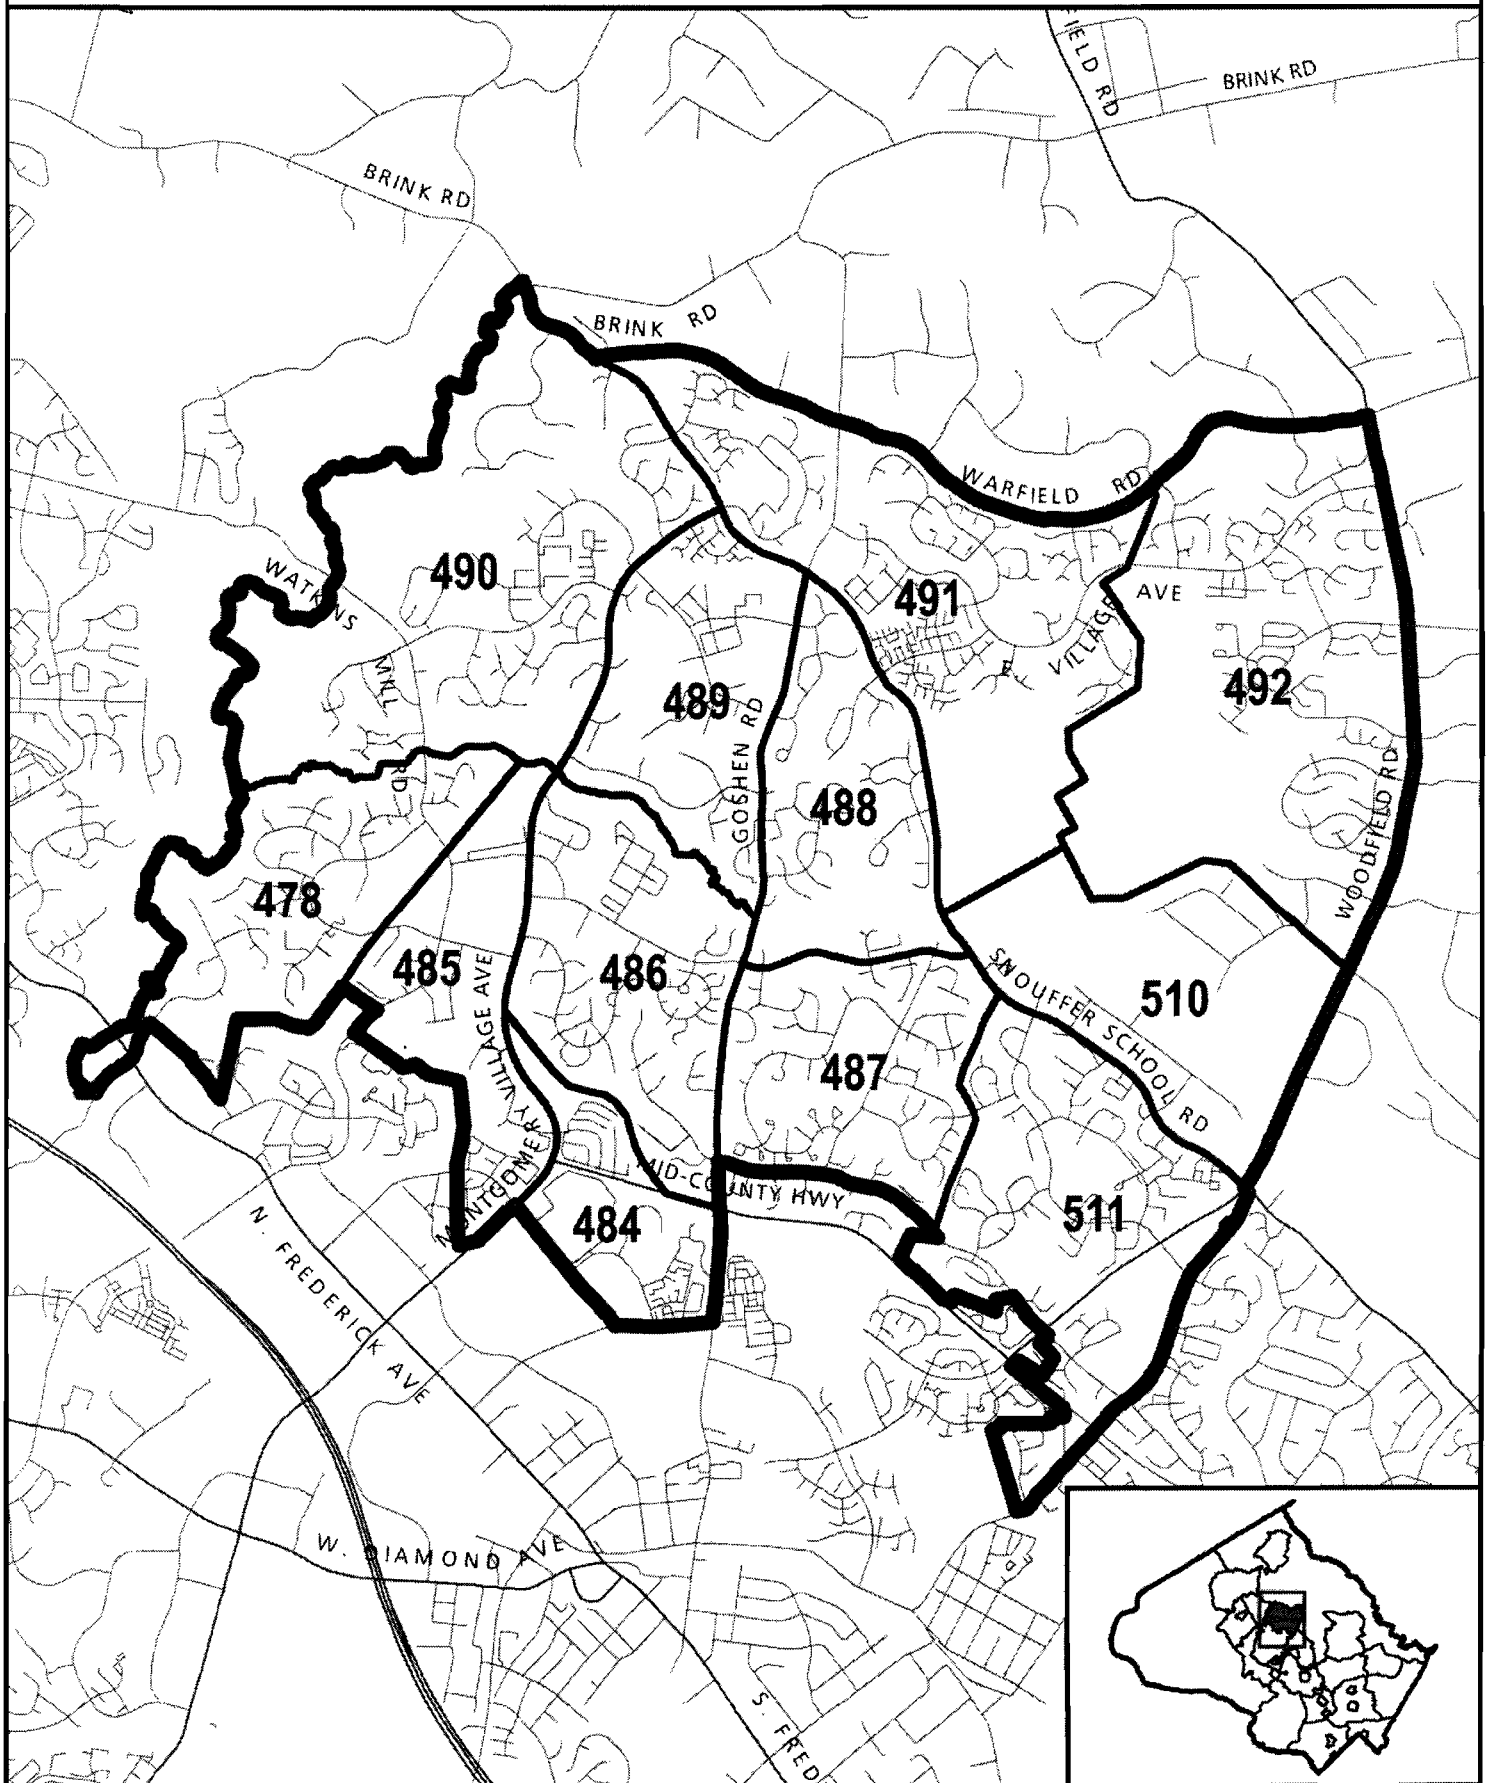 FIELD RD
BRINK RD
BRINK RD
BRINK RD
WARFIELD RD
WATKINS MILL RD
490
491
E. VILLAGE AVE
492
489
GOSHEN RD
488
WOODFIELD RD
478
485
486
MONTGOMERY VILLAGE AVE
SNOUFFER SCHOOL RD
510
487
MID-COUNTY HWY
484
511
N. FREDERICK AVE
W. DIAMOND AVE
S. FRED